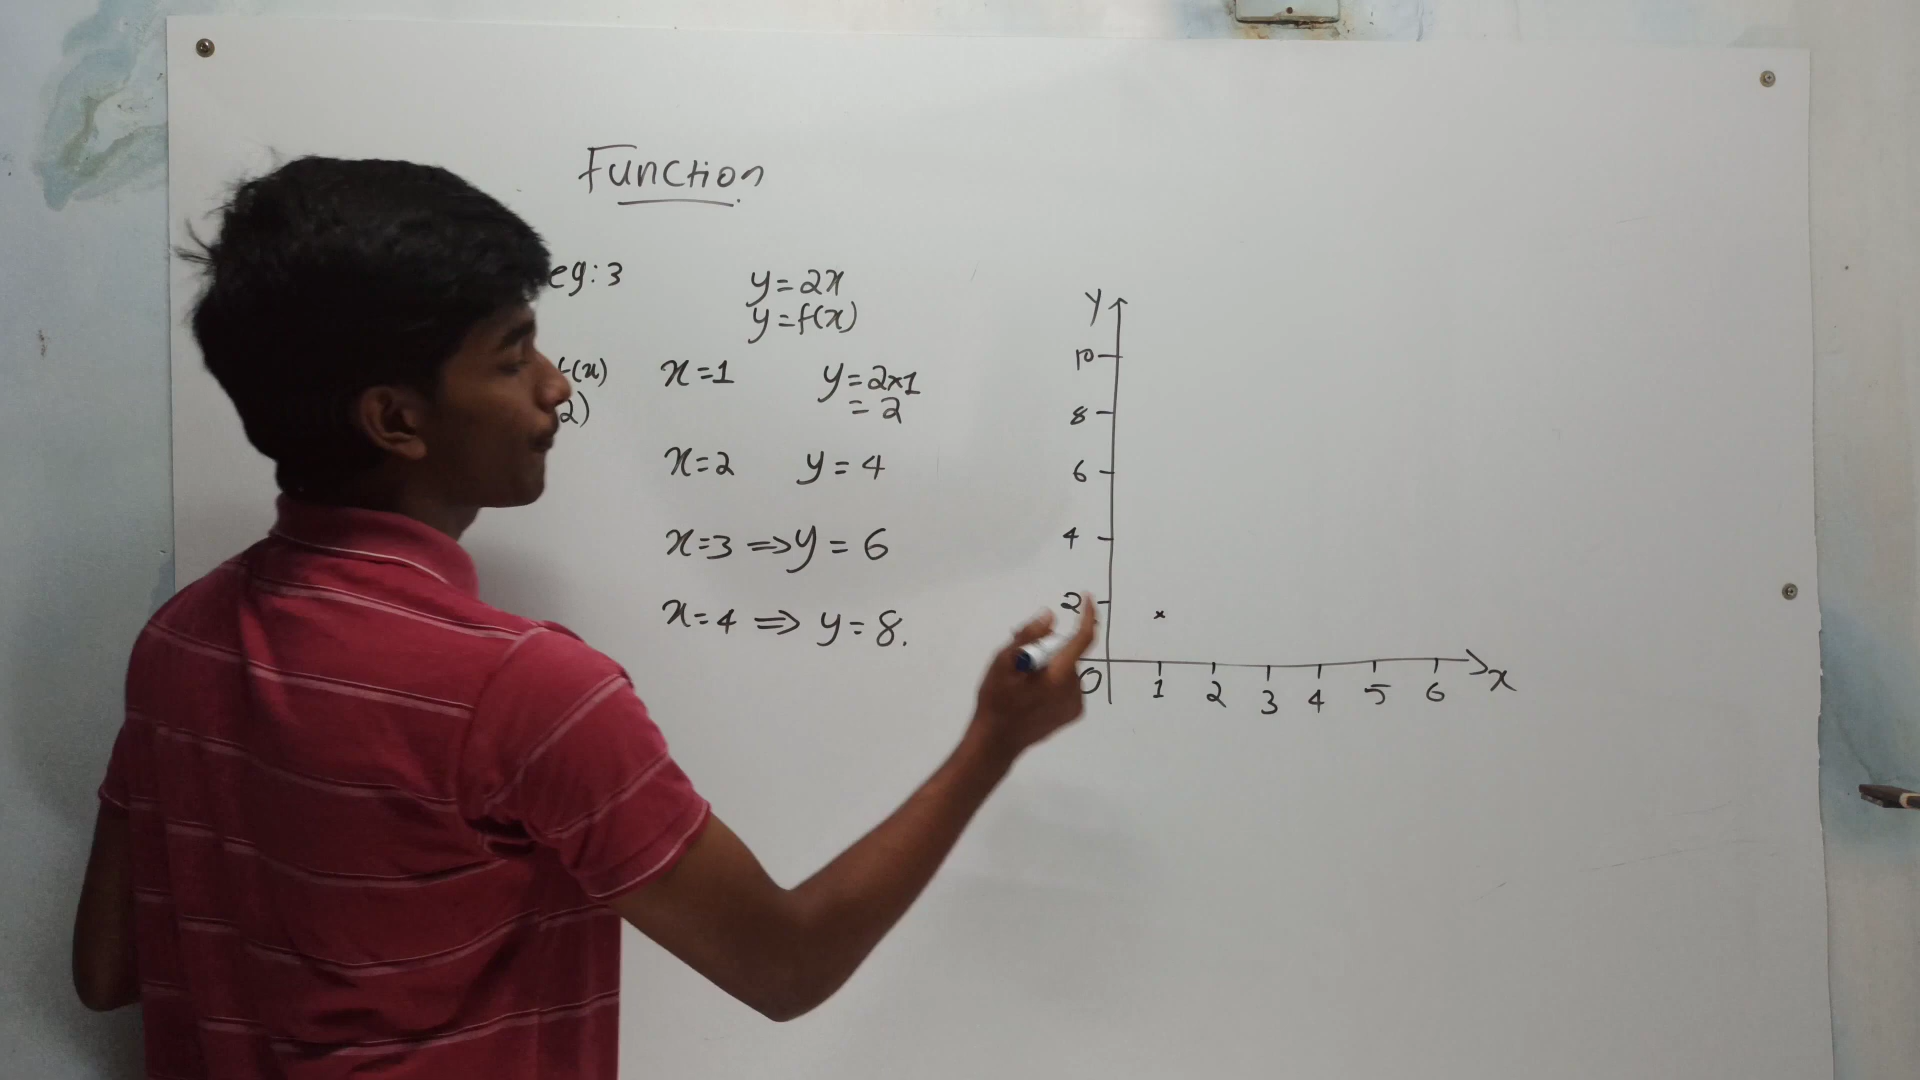 Function
eg: 3
y = 2x
y = f(x)
f(x)
2)
x = 1 y = 2x1
= 2
x = 2 y = 4
x = 3 ⇒ y = 6
x = 4 ⇒ y = 8.
y
10
8
6
4
2
0 1 2 3 4 5 6 x